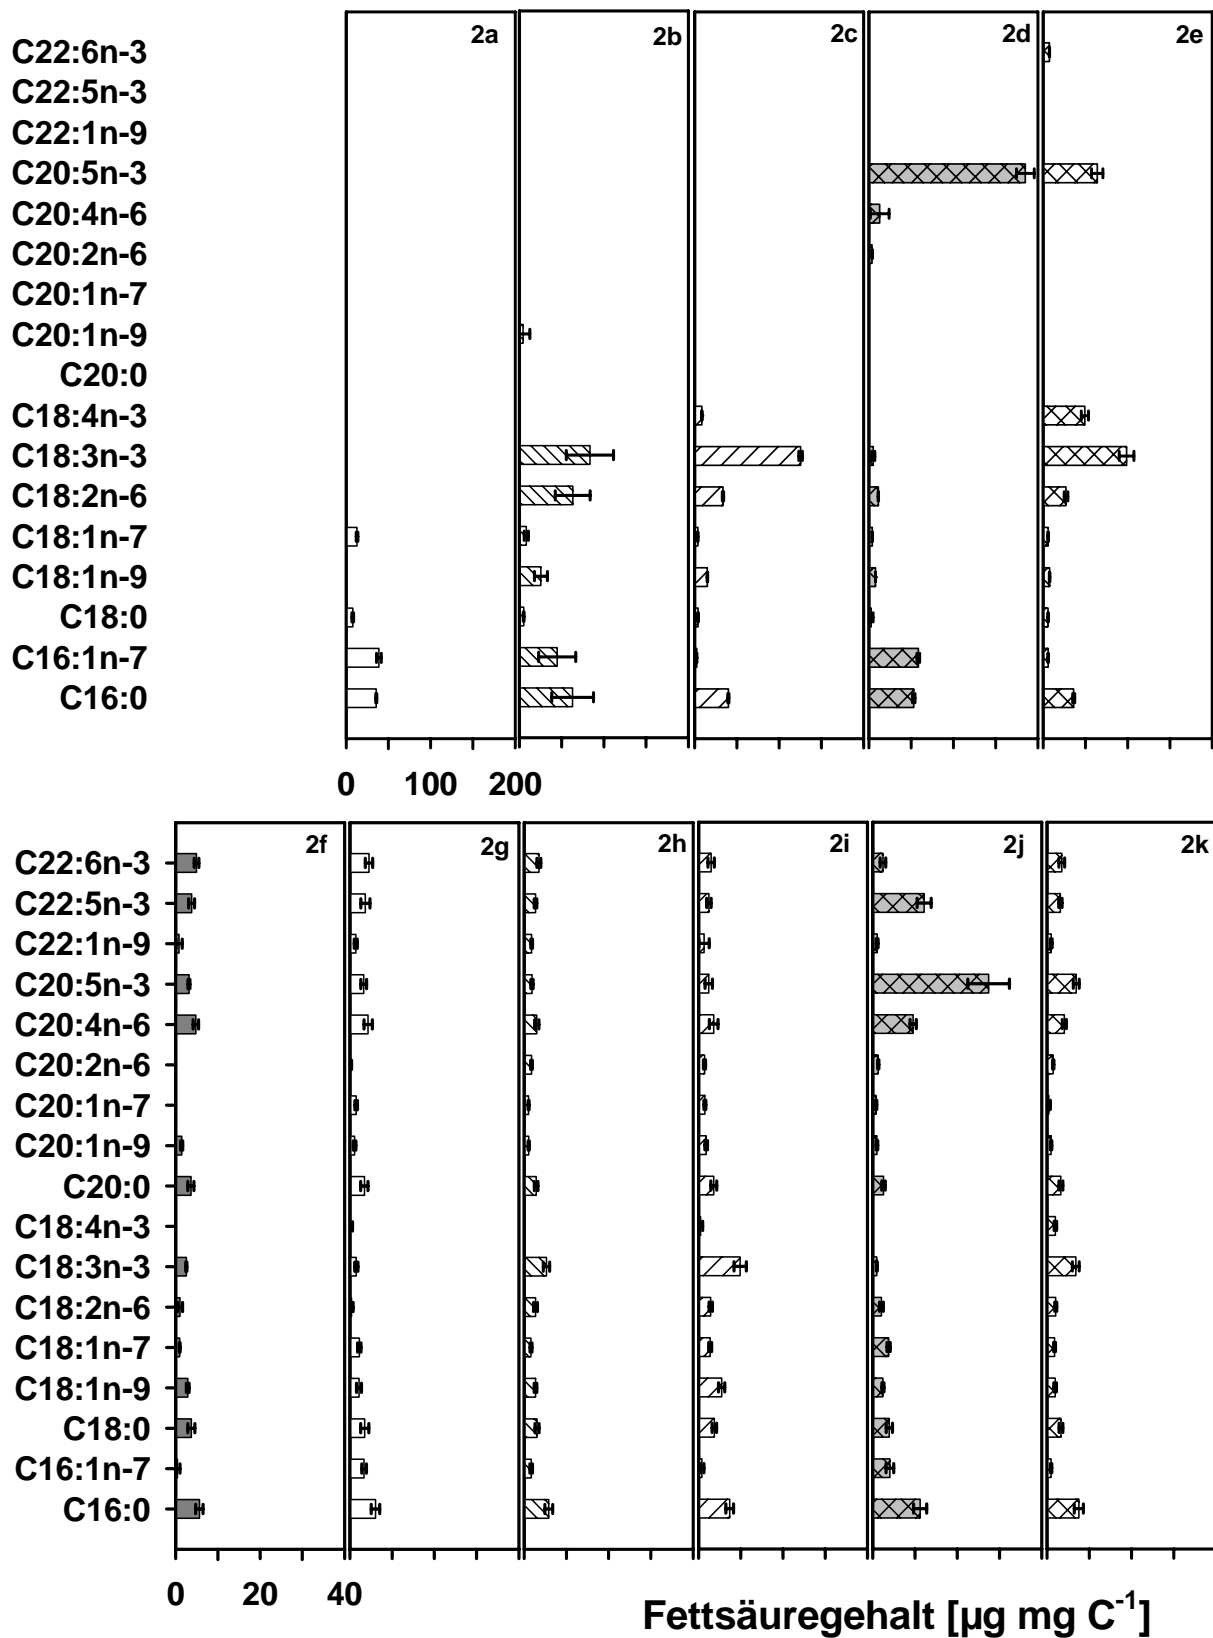 2a 2b 2c 2d 2e
C22:6n-3
C22:5n-3
C22:1n-9
C20:5n-3
C20:4n-6
C20:2n-6
C20:1n-7
C20:1n-9
C20:0
C18:4n-3
C18:3n-3
C18:2n-6
C18:1n-7
C18:1n-9
C18:0
C16:1n-7
C16:0
0 100 200
2f 2g 2h 2i 2j 2k
C22:6n-3
C22:5n-3
C22:1n-9
C20:5n-3
C20:4n-6
C20:2n-6
C20:1n-7
C20:1n-9
C20:0
C18:4n-3
C18:3n-3
C18:2n-6
C18:1n-7
C18:1n-9
C18:0
C16:1n-7
C16:0
0 20 40
Fettsäuregehalt [µg mg C⁻¹]